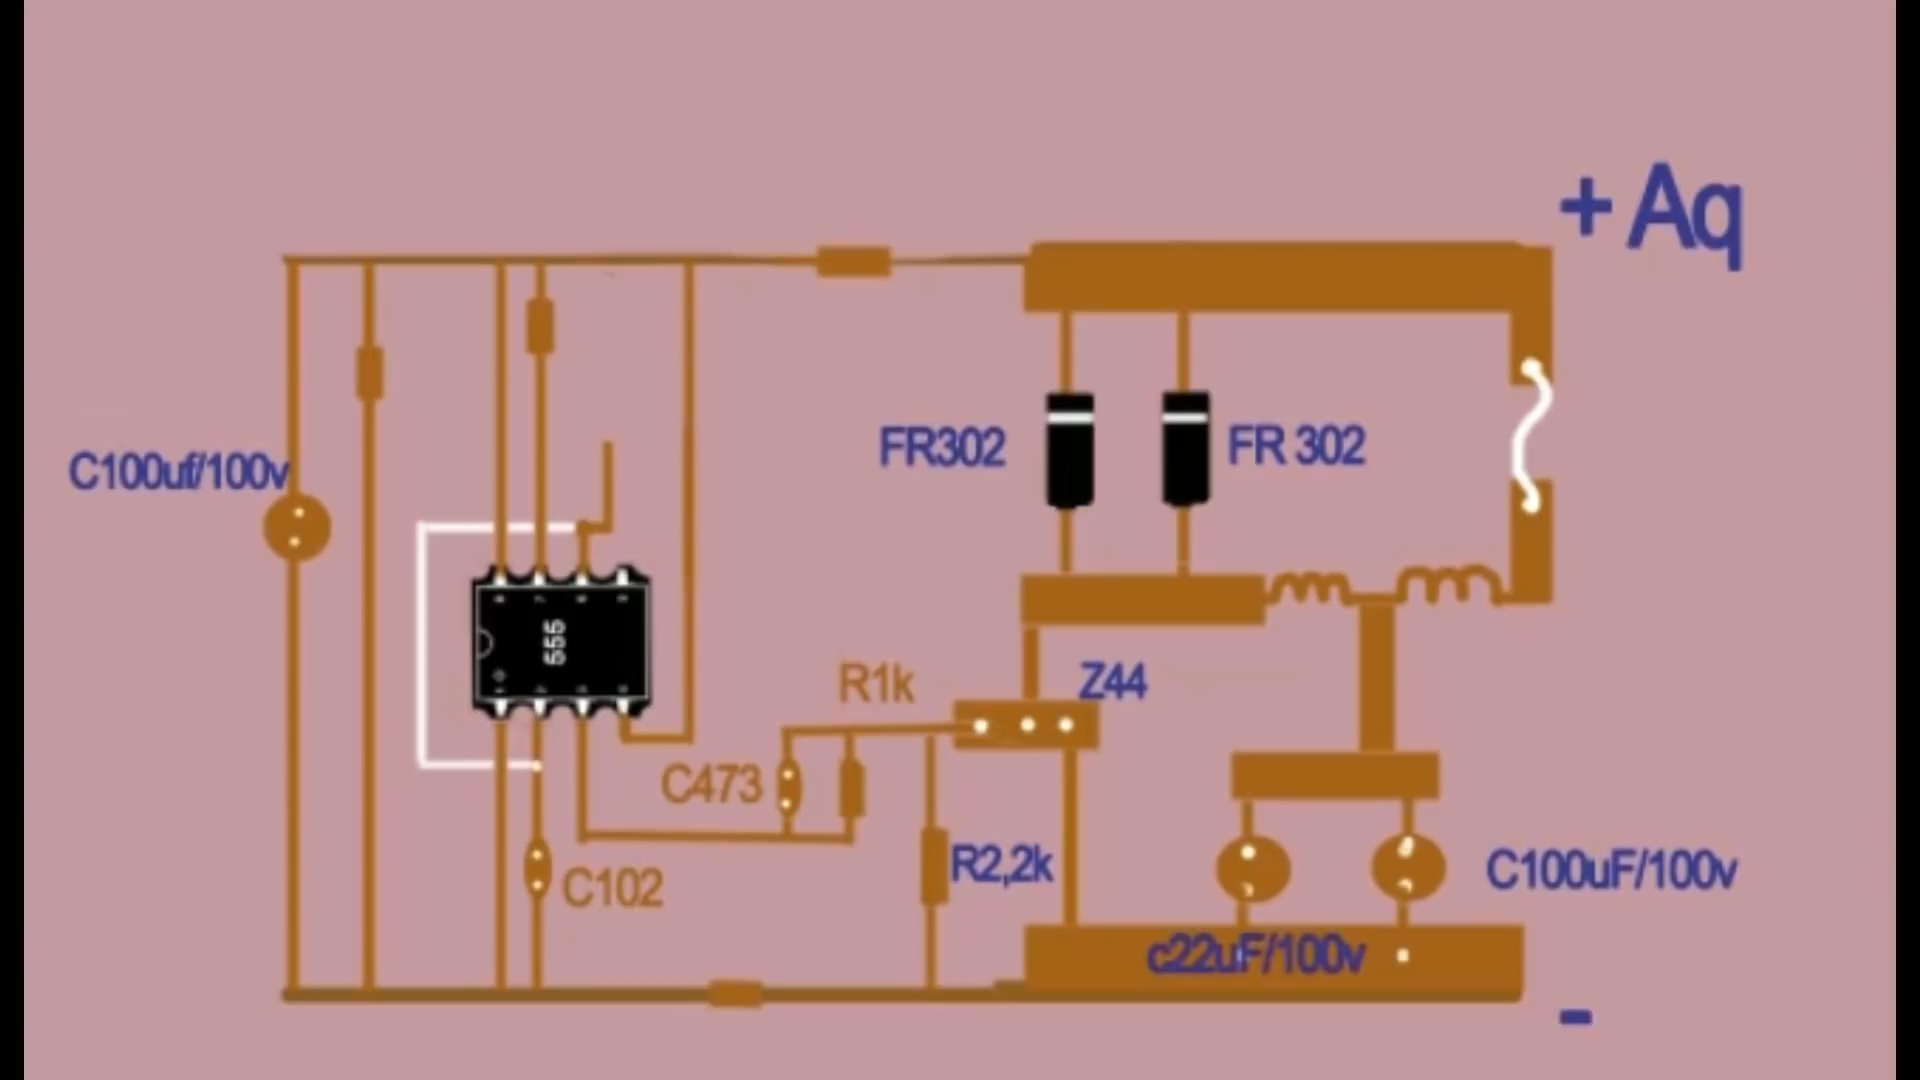 + Aq
C100uf/100v
FR302
FR 302
555
R1k
Z44
C473
C102
R2,2k
C100uF/100v
c22uF/100v
-